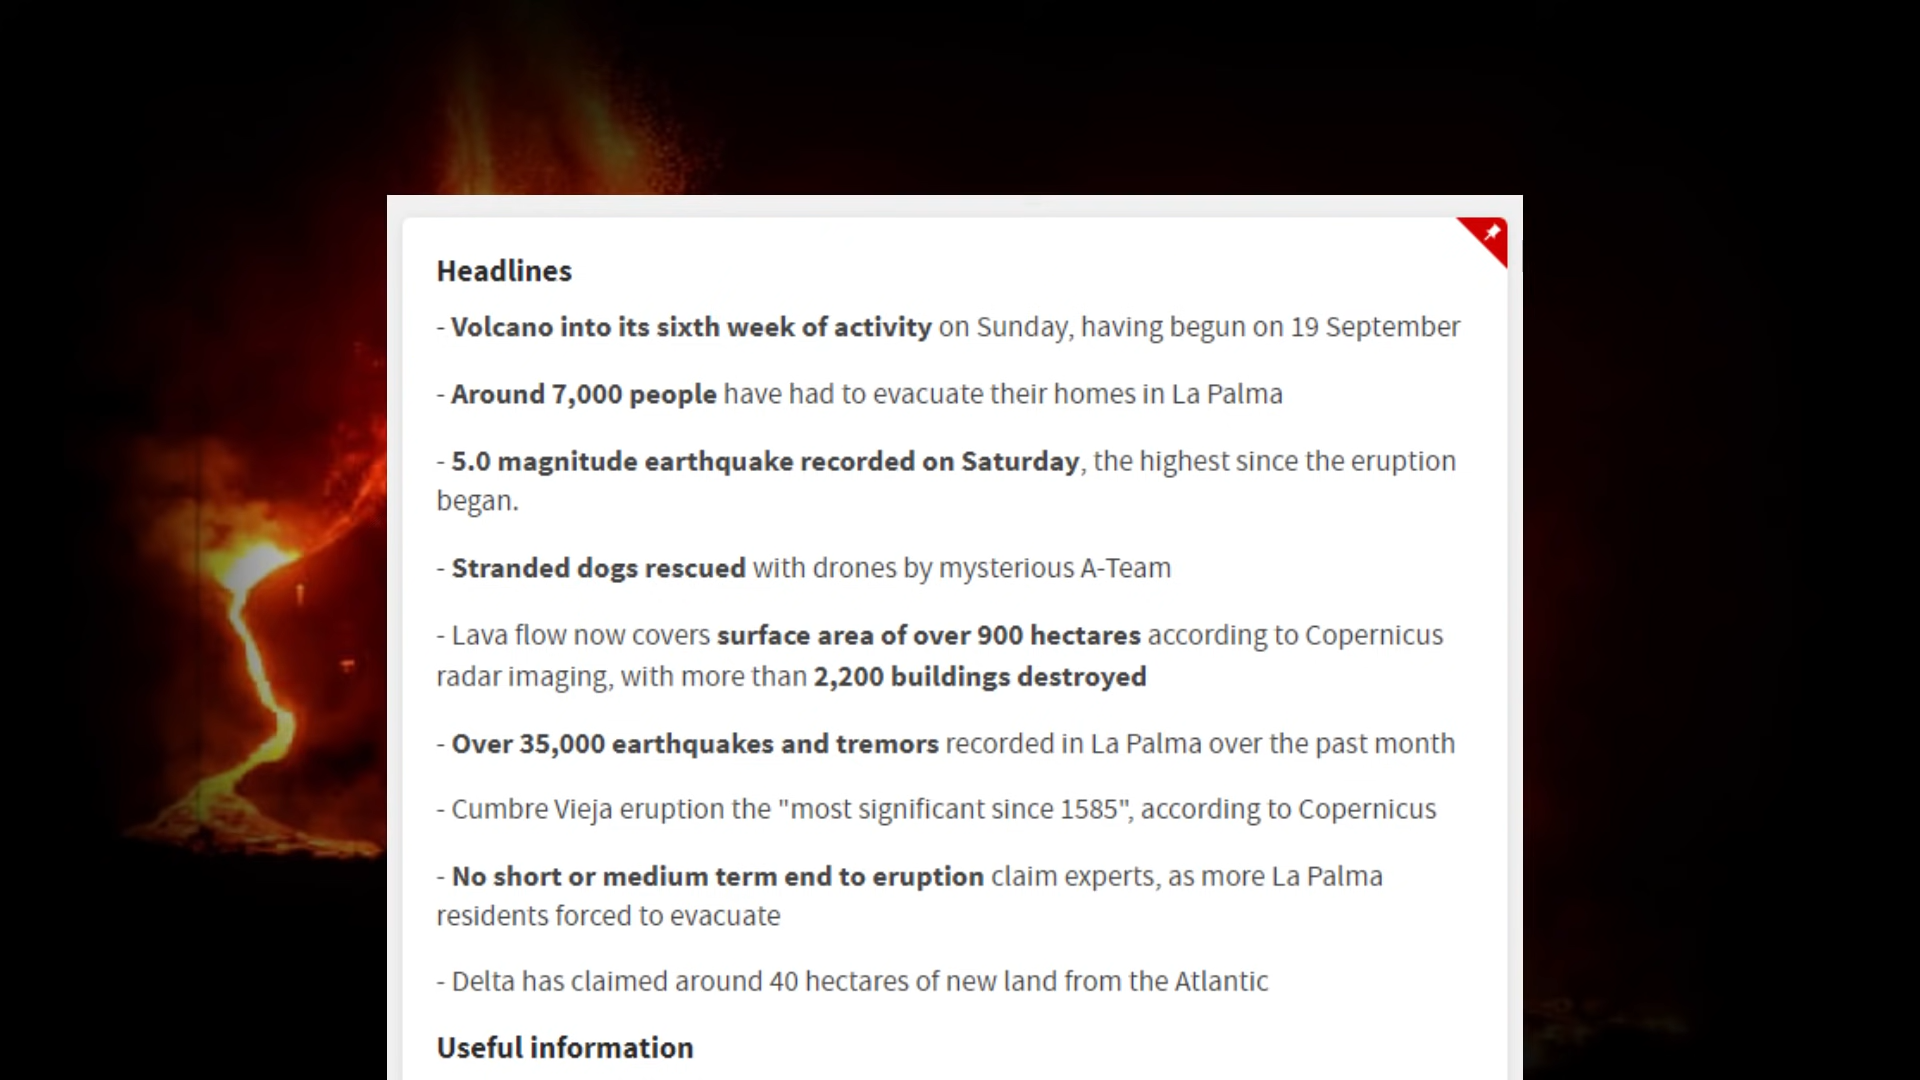 Headlines
- Volcano into its sixth week of activity on Sunday, having begun on 19 September
- Around 7,000 people have had to evacuate their homes in La Palma
- 5.0 magnitude earthquake recorded on Saturday, the highest since the eruption
began.
- Stranded dogs rescued with drones by mysterious A-Team
- Lava flow now covers surface area of over 900 hectares according to Copernicus
radar imaging, with more than 2,200 buildings destroyed
- Over 35,000 earthquakes and tremors recorded in La Palma over the past month
- Cumbre Vieja eruption the "most significant since 1585", according to Copernicus
- No short or medium term end to eruption claim experts, as more La Palma
residents forced to evacuate
- Delta has claimed around 40 hectares of new land from the Atlantic
Useful information